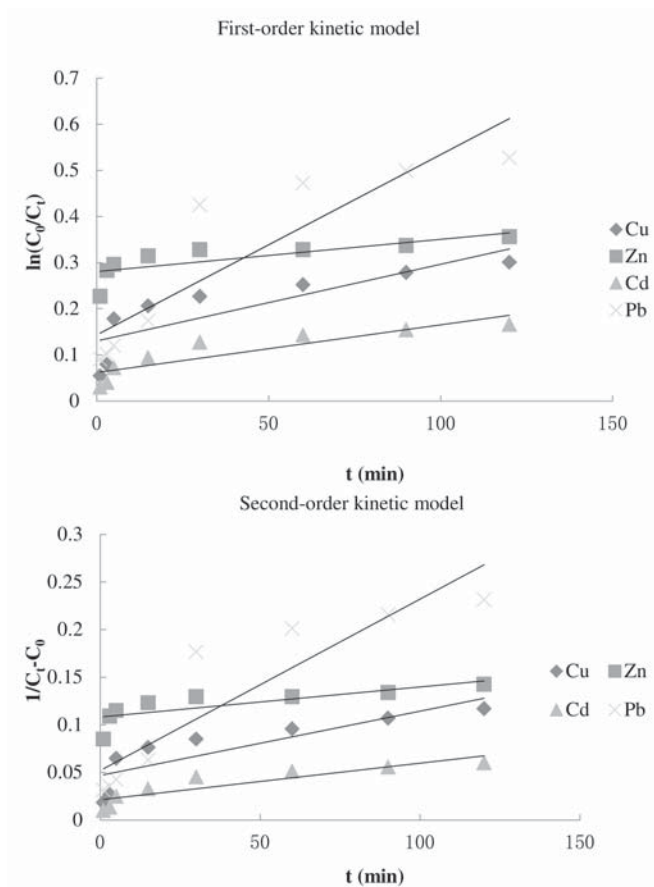 First-order kinetic model
0.7
0.6
0.5
0.4
0.3
0.2
0.1
0
ln(C₀/Cₜ)
0 50 100 150
t (min)
Cu
Zn
Cd
Pb
Second-order kinetic model
0.3
0.25
0.2
0.15
0.1
0.05
0
1/Cₜ-C₀
0 50 100 150
t (min)
Cu Zn
Cd Pb